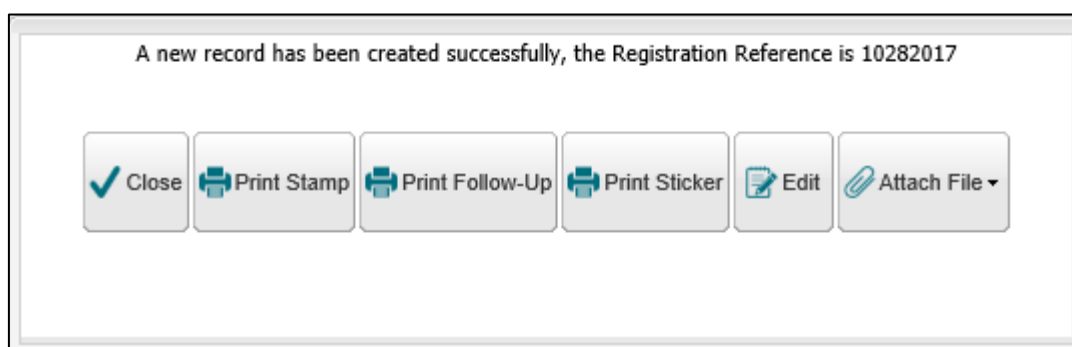 A new record has been created successfully, the Registration Reference is 10282017
Close Print Stamp Print Follow-Up Print Sticker Edit Attach File